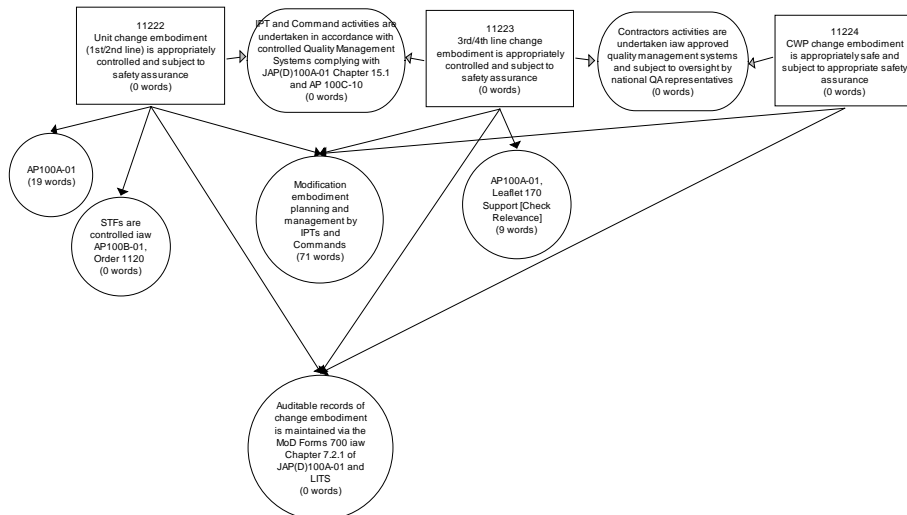 11222
Unit change embodiment
(1st/2nd line) is appropriately
controlled and subject to
safety assurance
(0 words)
IPT and Command activities are
undertaken in accordance with
controlled Quality Management
Systems complying with
JAP(D)100A-01 Chapter 15.1
and AP 100C-10
(0 words)
11223
3rd/4th line change
embodiment is appropriately
controlled and subject to
safety assurance
(0 words)
Contractors activities are
undertaken iaw approved
quality management systems
and subject to oversight by
national QA representatives
(0 words)
11224
CWP change embodiment
is appropriately safe and
subject to appropriate safety
assurance
(0 words)
AP100A-01
(19 words)
STFs are
controlled iaw
AP100B-01,
Order 1120
(0 words)
Modification
embodiment
planning and
management by
IPTs and
Commands
(71 words)
AP100A-01,
Leaflet 170
Support [Check
Relevance]
(9 words)
Auditable records of
change embodiment
is maintained via the
MoD Forms 700 iaw
Chapter 7.2.1 of
JAP(D)100A-01 and
LITS
(0 words)